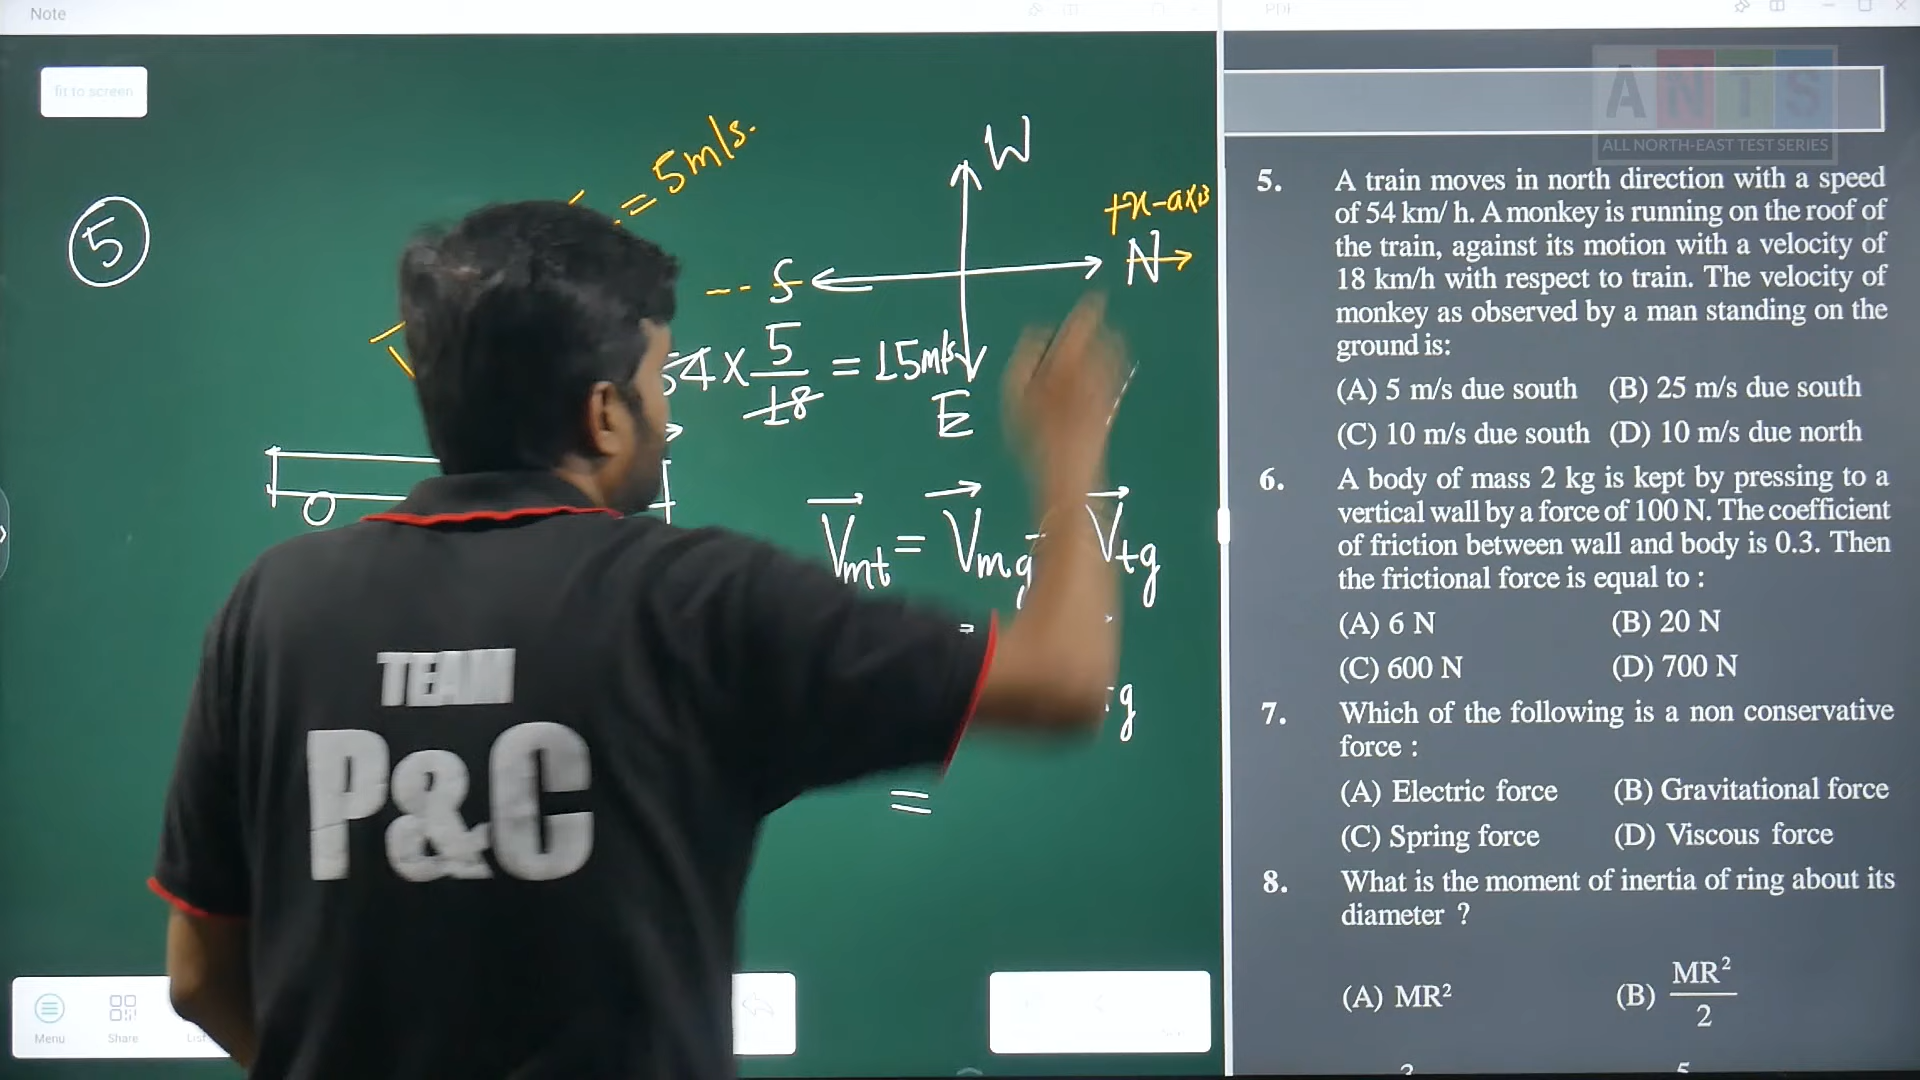 Note
PDF
fit to screen
ANTS
ALL NORTH-EAST TEST SERIES
5
= 5 m/s.
W
+x-axis
S
N
54 × 5/18 = 15 m/s
E
Vmt = Vmg - Vtg
=
g
=
TEAM
P&C
Menu
Share
5. A train moves in north direction with a speed
of 54 km/ h. A monkey is running on the roof of
the train, against its motion with a velocity of
18 km/h with respect to train. The velocity of
monkey as observed by a man standing on the
ground is:
(A) 5 m/s due south (B) 25 m/s due south
(C) 10 m/s due south (D) 10 m/s due north
6. A body of mass 2 kg is kept by pressing to a
vertical wall by a force of 100 N. The coefficient
of friction between wall and body is 0.3. Then
the frictional force is equal to :
(A) 6 N (B) 20 N
(C) 600 N (D) 700 N
7. Which of the following is a non conservative
force :
(A) Electric force (B) Gravitational force
(C) Spring force (D) Viscous force
8. What is the moment of inertia of ring about its
diameter ?
(A) MR² (B) MR²/2